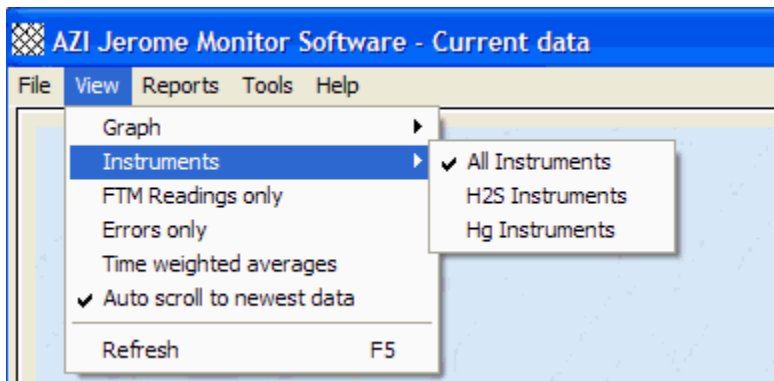 AZI Jerome Monitor Software - Current data
File View Reports Tools Help
Graph
Instruments
FTM Readings only
Errors only
Time weighted averages
Auto scroll to newest data
Refresh F5
All Instruments
H2S Instruments
Hg Instruments